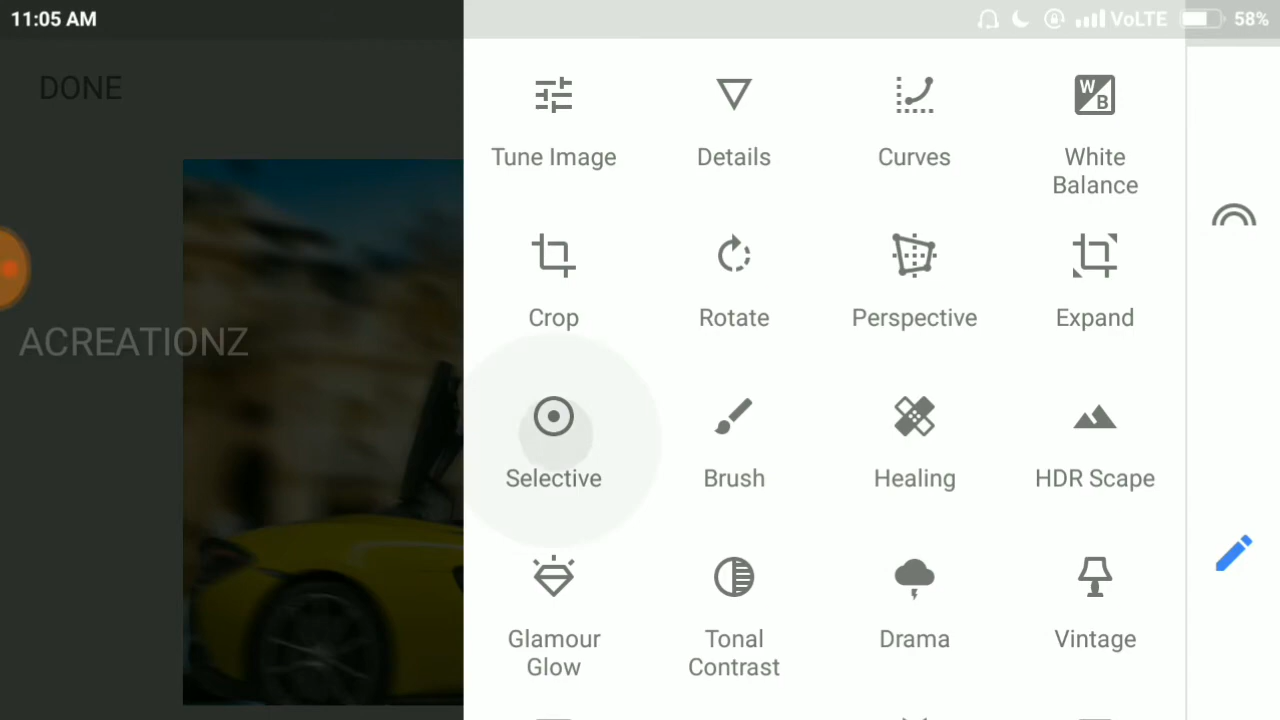 11:05 AM
VoLTE
58%
DONE
Tune Image
Details
Curves
W
B
White
Balance
Crop
Rotate
Perspective
Expand
ACREATIONZ
Selective
Brush
Healing
HDR Scape
Glamour
Glow
Tonal
Contrast
Drama
Vintage